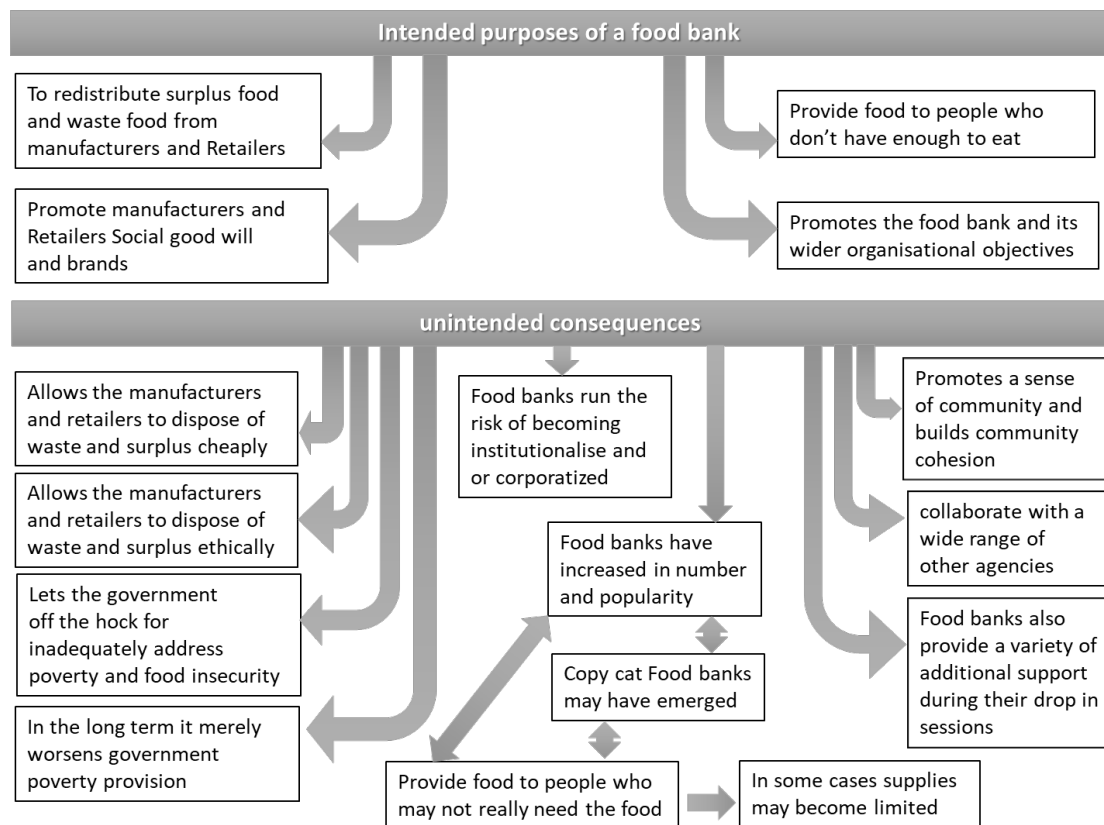 Intended purposes of a food bank
To redistribute surplus food
and waste food from
manufacturers and Retailers
Provide food to people who
don't have enough to eat
Promote manufacturers and
Retailers Social good will
and brands
Promotes the food bank and its
wider organisational objectives
unintended consequences
Allows the manufacturers
and retailers to dispose of
waste and surplus cheaply
Allows the manufacturers
and retailers to dispose of
waste and surplus ethically
Lets the government
off the hock for
inadequately address
poverty and food insecurity
In the long term it merely
worsens government
poverty provision
Food banks run the
risk of becoming
institutionalise and
or corporatized
Food banks have
increased in number
and popularity
Copy cat Food banks
may have emerged
Provide food to people who
may not really need the food
In some cases supplies
may become limited
Promotes a sense
of community and
builds community
cohesion
collaborate with a
wide range of
other agencies
Food banks also
provide a variety of
additional support
during their drop in
sessions